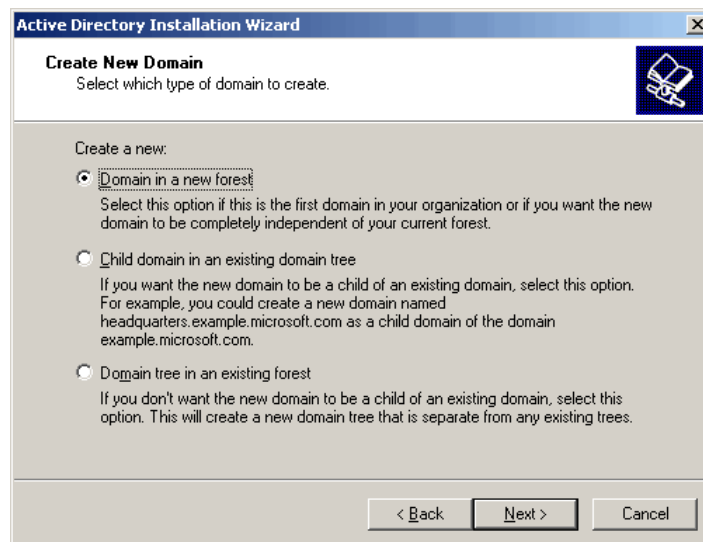 Active Directory Installation Wizard
Create New Domain
Select which type of domain to create.
Create a new:
Domain in a new forest
Select this option if this is the first domain in your organization or if you want the new
domain to be completely independent of your current forest.
Child domain in an existing domain tree
If you want the new domain to be a child of an existing domain, select this option.
For example, you could create a new domain named
headquarters.example.microsoft.com as a child domain of the domain
example.microsoft.com.
Domain tree in an existing forest
If you don't want the new domain to be a child of an existing domain, select this
option. This will create a new domain tree that is separate from any existing trees.
< Back
Next >
Cancel